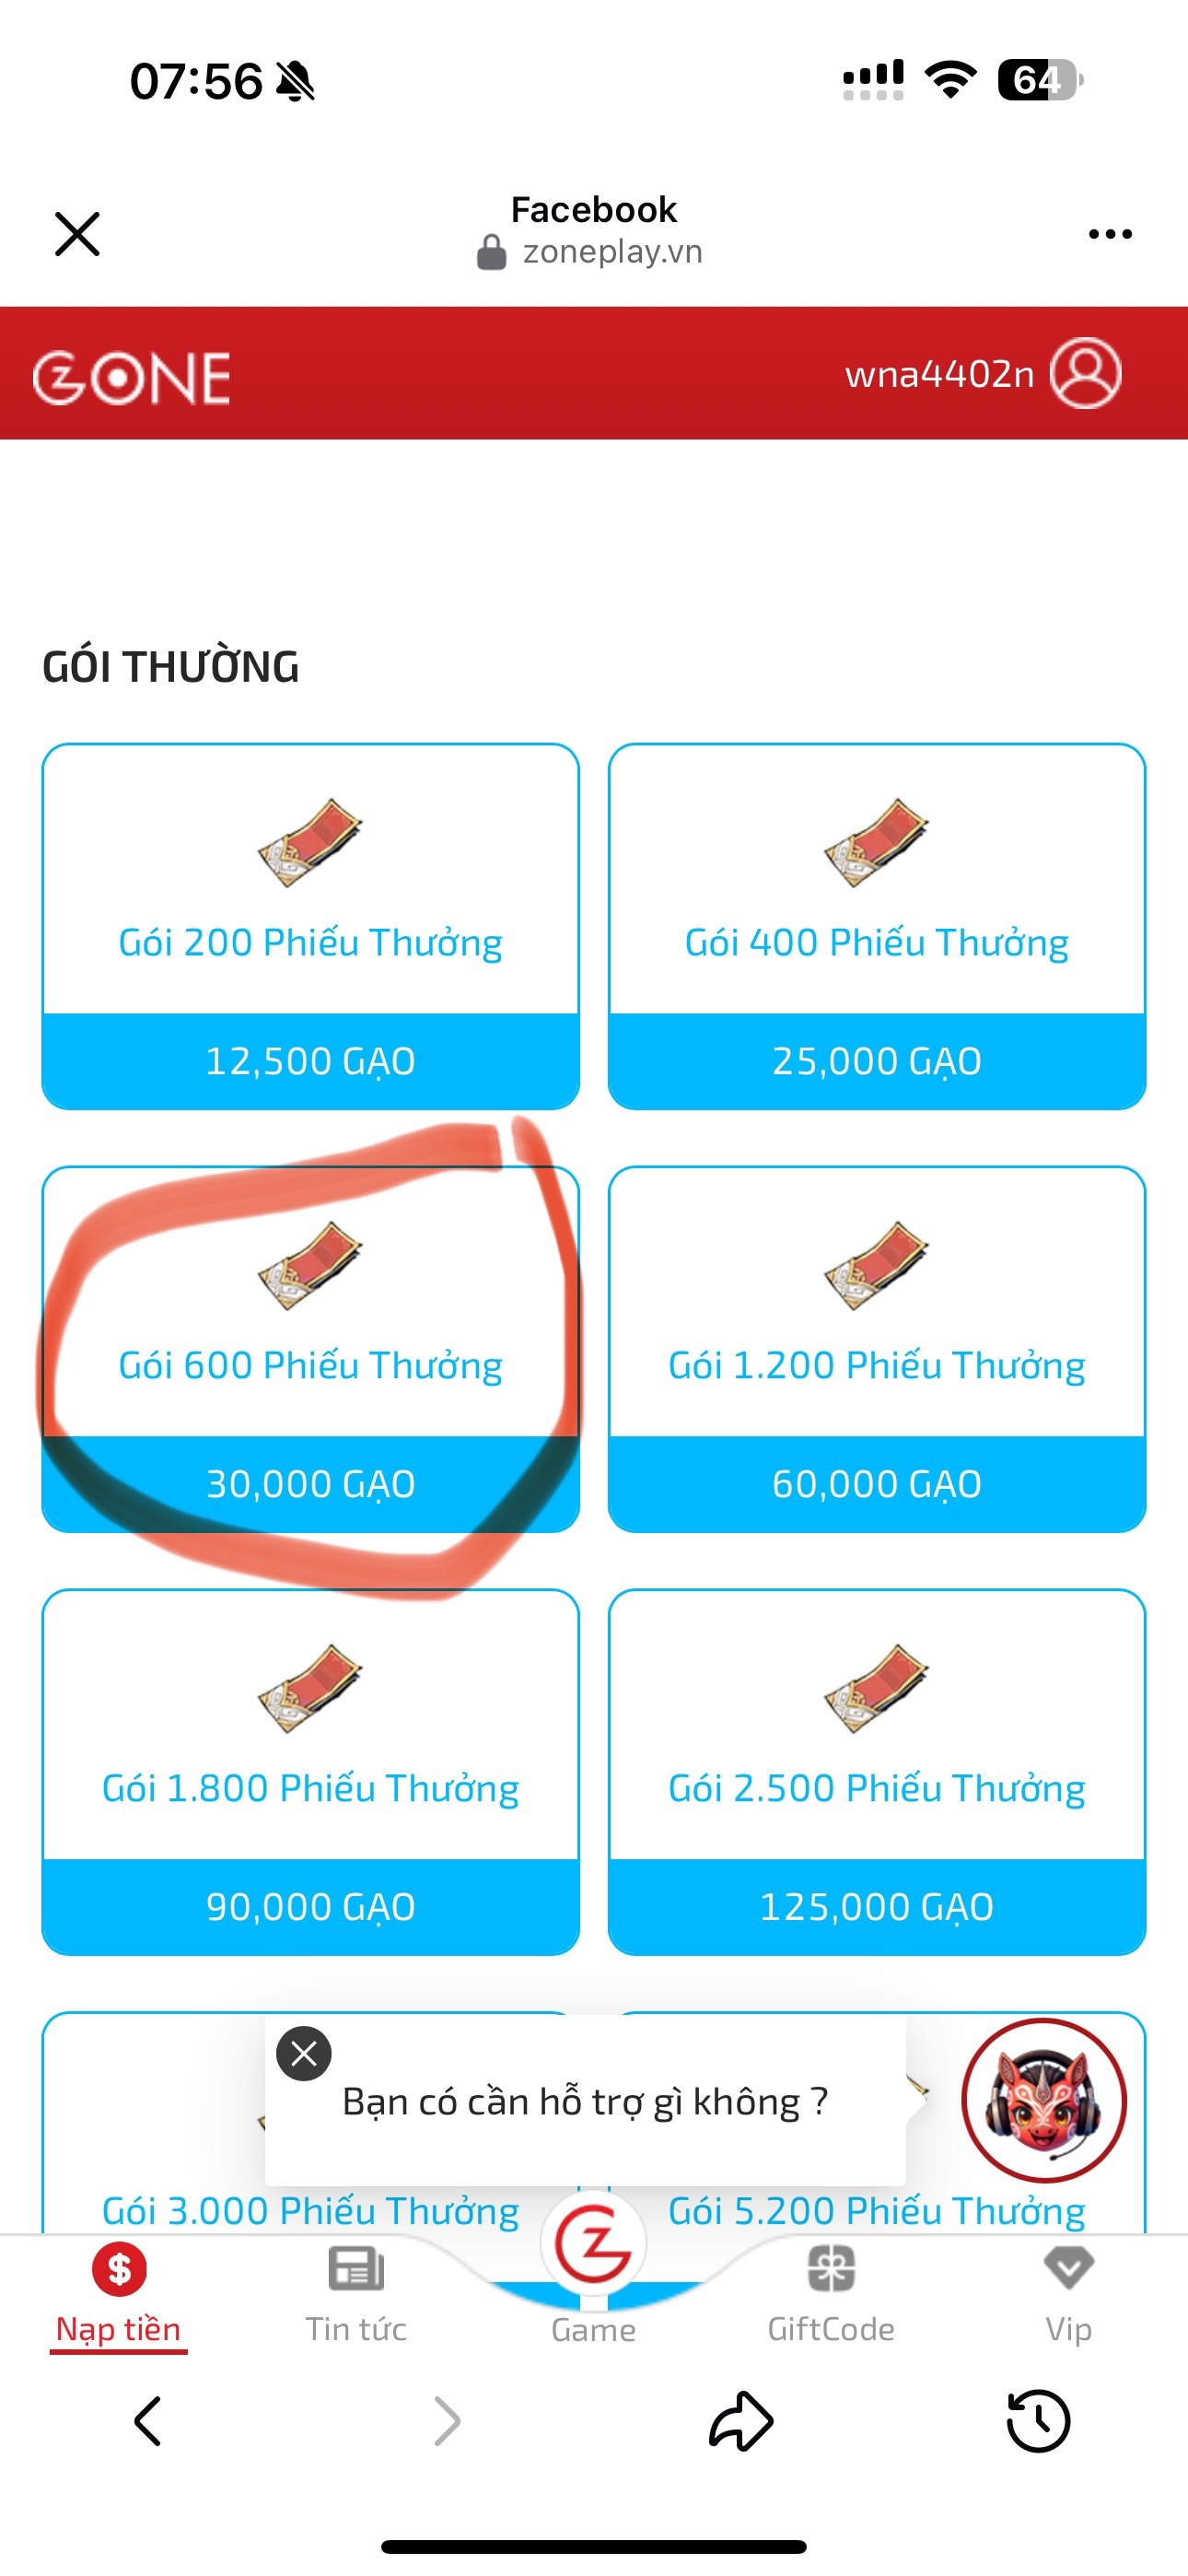 07:56
64
Facebook
zoneplay.vn
ZONE
wna4402n
GÓI THƯỜNG
Gói 200 Phiếu Thưởng
Gói 400 Phiếu Thưởng
12,500 GẠO
25,000 GẠO
Gói 600 Phiếu Thưởng
Gói 1.200 Phiếu Thưởng
30,000 GẠO
60,000 GẠO
Gói 1.800 Phiếu Thưởng
Gói 2.500 Phiếu Thưởng
90,000 GẠO
125,000 GẠO
Bạn có cần hỗ trợ gì không ?
Gói 3.000 Phiếu Thưởng
Gói 5.200 Phiếu Thưởng
Nạp tiền
Tin tức
Game
GiftCode
Vip